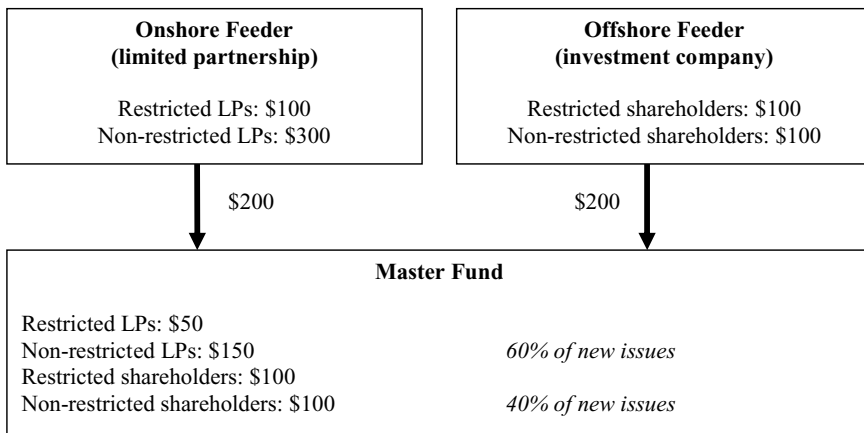 Onshore Feeder
(limited partnership)
Restricted LPs: $100
Non-restricted LPs: $300
Offshore Feeder
(investment company)
Restricted shareholders: $100
Non-restricted shareholders: $100
$200
$200
Master Fund
Restricted LPs: $50
Non-restricted LPs: $150 60% of new issues
Restricted shareholders: $100
Non-restricted shareholders: $100 40% of new issues